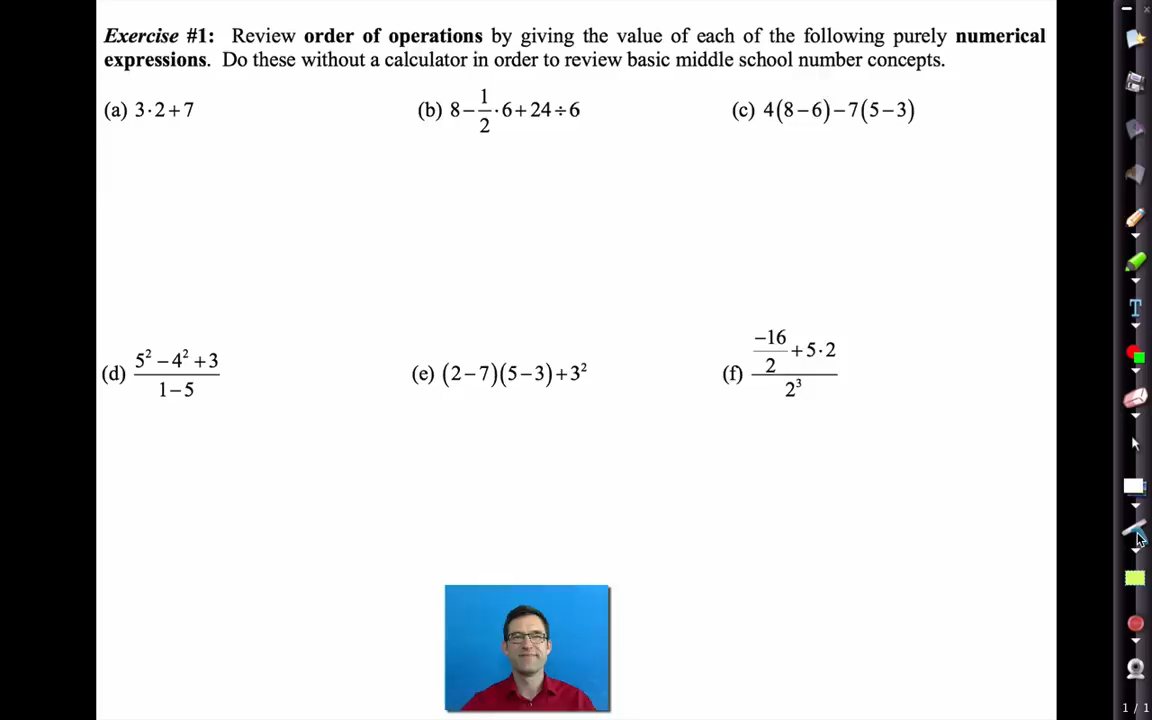 Exercise #1: Review order of operations by giving the value of each of the following purely numerical
expressions. Do these without a calculator in order to review basic middle school number concepts.
(a) 3·2+7 (b) 8−1/2·6+24÷6 (c) 4(8−6)−7(5−3)
(d) (5²−4²+3)/(1−5) (e) (2−7)(5−3)+3² (f) (−16/2+5·2)/2³
T
1 / 1